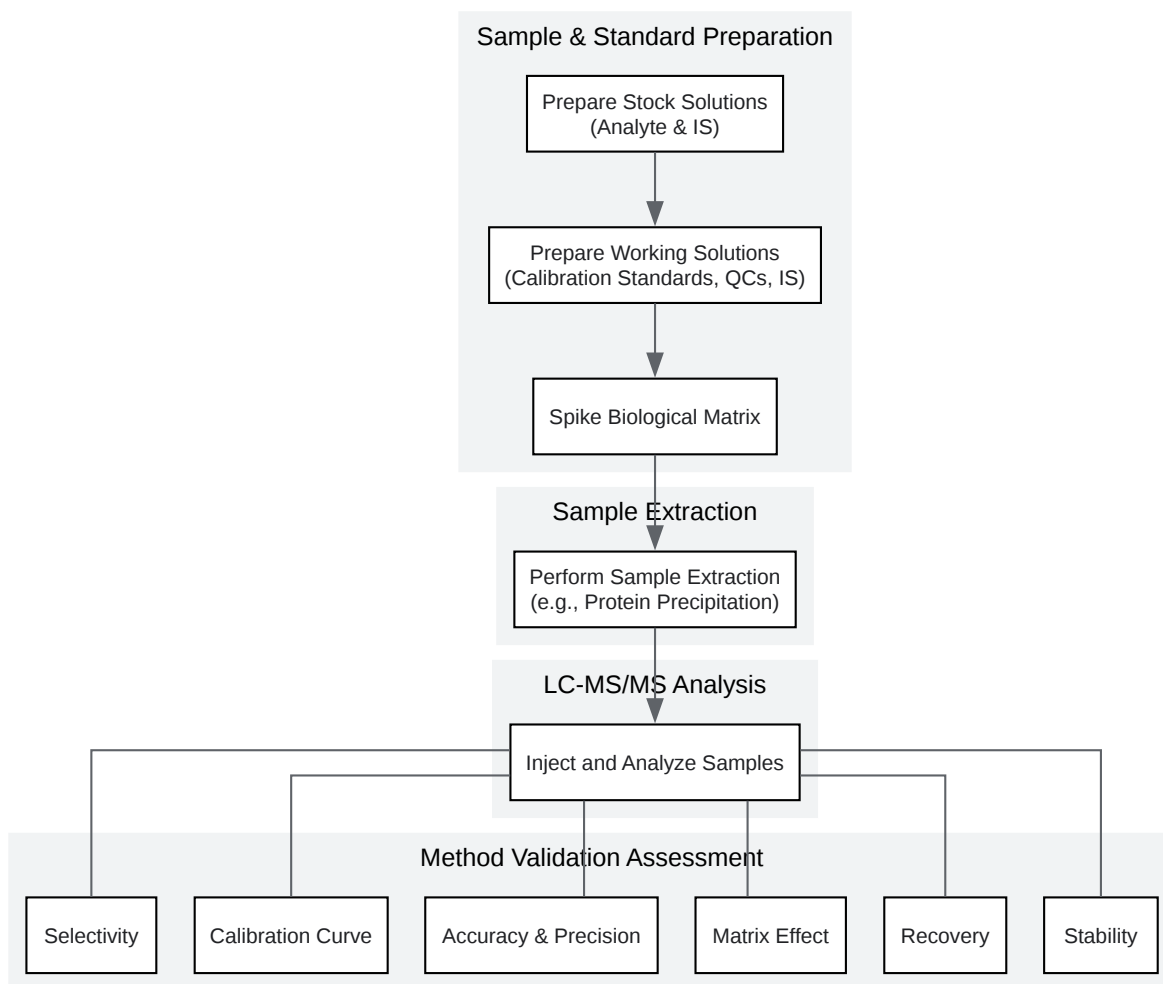 Sample & Standard Preparation
Prepare Stock Solutions
(Analyte & IS)
Prepare Working Solutions
(Calibration Standards, QCs, IS)
Spike Biological Matrix
Sample Extraction
Perform Sample Extraction
(e.g., Protein Precipitation)
LC-MS/MS Analysis
Inject and Analyze Samples
Method Validation Assessment
Selectivity
Calibration Curve
Accuracy & Precision
Matrix Effect
Recovery
Stability